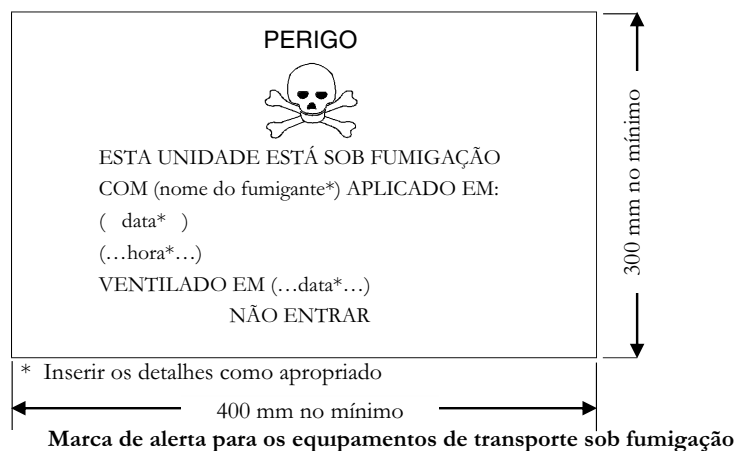 PERIGO
ESTA UNIDADE ESTÁ SOB FUMIGAÇÃO
COM (nome do fumigante*) APLICADO EM:
( data* )
(…hora*…)
VENTILADO EM (…data*…)
NÃO ENTRAR
300 mm no mínimo
* Inserir os detalhes como apropriado
400 mm no mínimo
Marca de alerta para os equipamentos de transporte sob fumigação